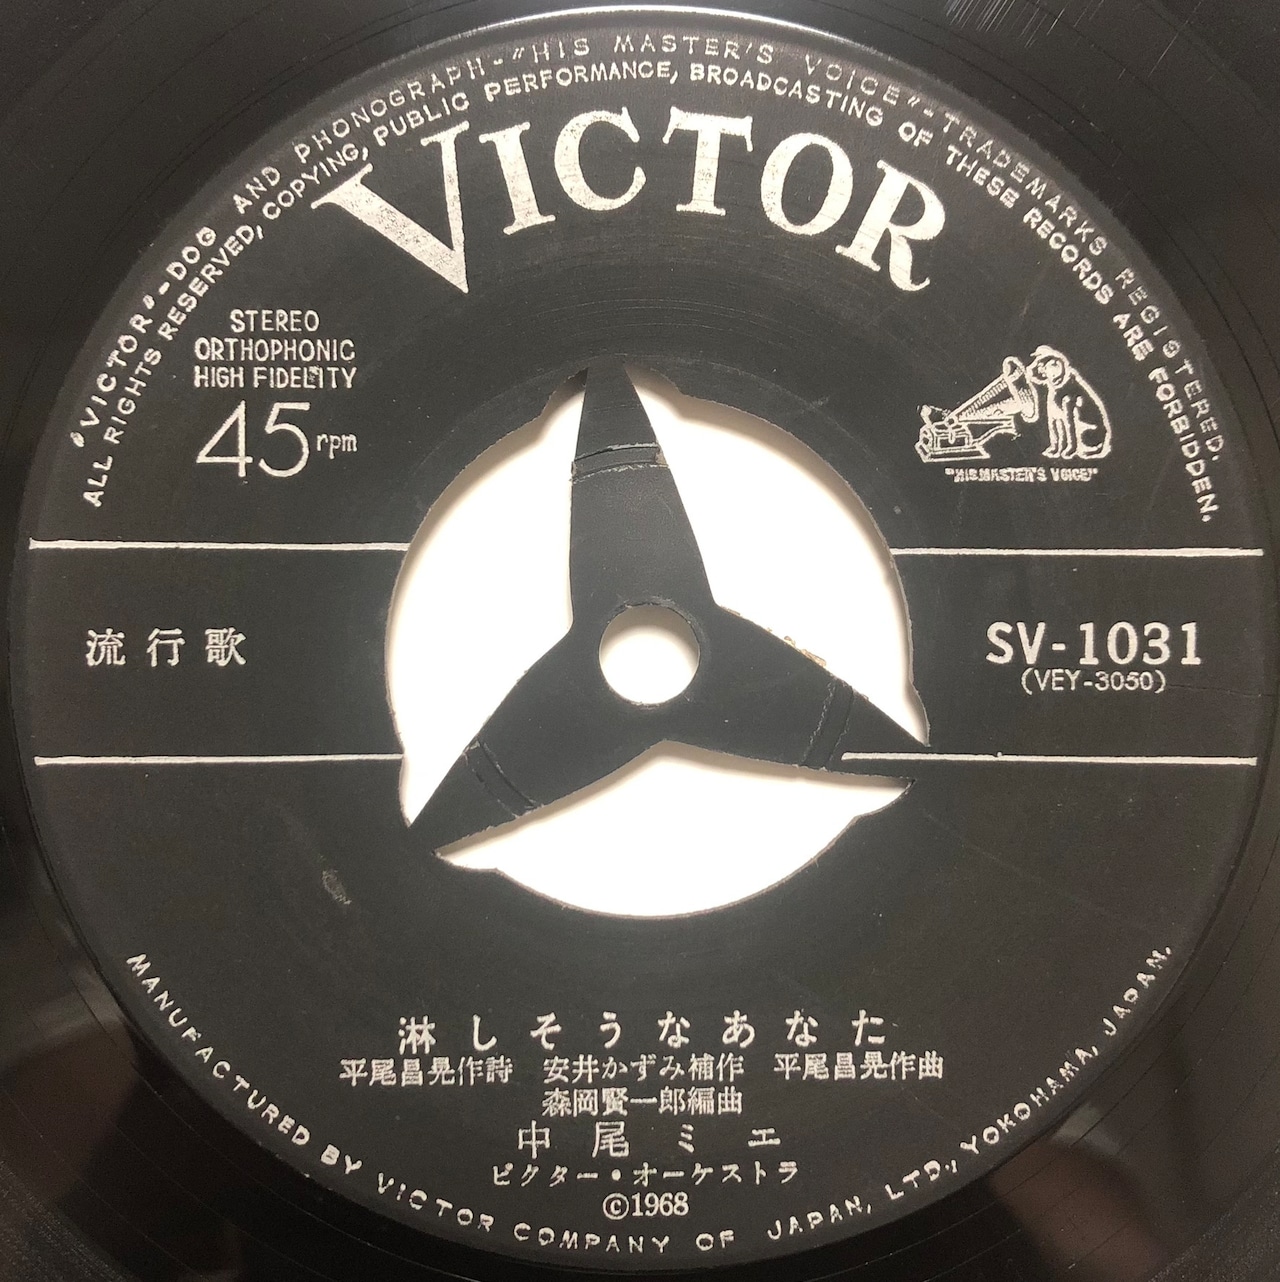 "VICTOR"-DOG AND PHONOGRAPH-"HIS MASTER'S VOICE"-TRADEMARKS REGISTERED.
ALL RIGHTS RESERVED, COPYING, PUBLIC PERFORMANCE, BROADCASTING OF THESE RECORDS ARE FORBIDDEN.
VICTOR
STEREO
ORTHOPHONIC
HIGH FIDELITY
45rpm
"HIS MASTER'S VOICE"
流行歌
SV-1031
(VEY-3050)
淋しそうなあなた
平尾昌晃作詩 安井かずみ補作 平尾昌晃作曲
森岡賢一郎編曲
中尾ミエ
ビクター・オーケストラ
©1968
MANUFACTURED BY VICTOR COMPANY OF JAPAN, LTD., YOKOHAMA, JAPAN.